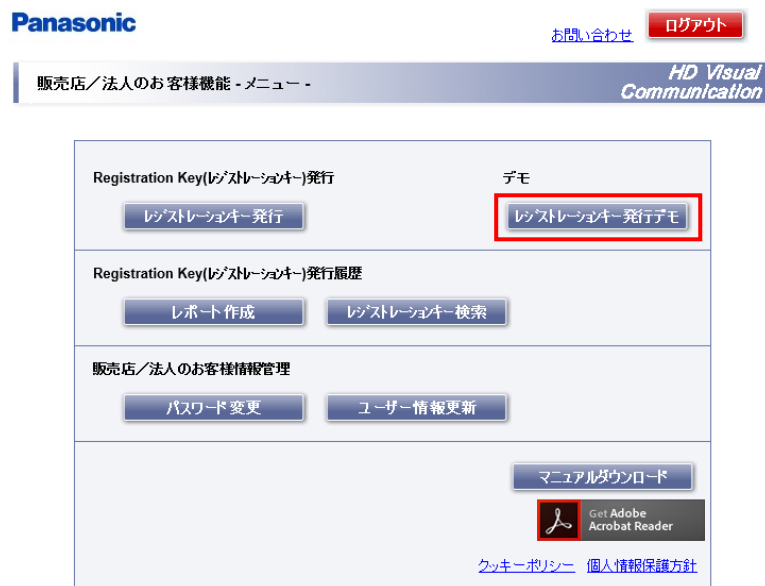 Panasonic
お問い合わせ ログアウト
販売店／法人のお客様機能 - メニュー -
HD Visual
Communication
Registration Key(ﾚｼﾞｽﾄﾚｰｼｮﾝｷｰ)発行 デモ
ﾚｼﾞｽﾄﾚｰｼｮﾝｷｰ発行 ﾚｼﾞｽﾄﾚｰｼｮﾝｷｰ発行デモ
Registration Key(ﾚｼﾞｽﾄﾚｰｼｮﾝｷｰ)発行履歴
レポート作成 ﾚｼﾞｽﾄﾚｰｼｮﾝｷｰ検索
販売店／法人のお客様情報管理
パスワード変更 ユーザー情報更新
マニュアルダウンロード
Get Adobe
Acrobat Reader
クッキーポリシー 個人情報保護方針